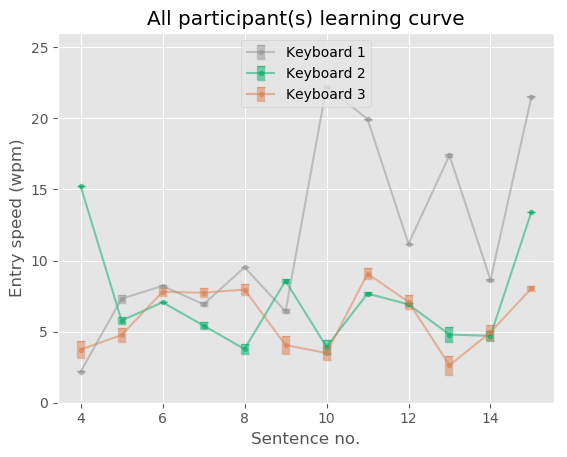 All participant(s) learning curve
Keyboard 1
Keyboard 2
Keyboard 3
Entry speed (wpm)
25
20
15
10
5
0
4
6
8
10
12
14
Sentence no.